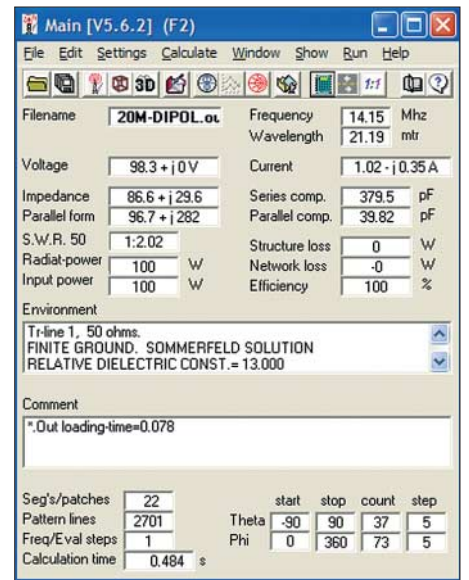 Main [V5.6.2] (F2)
File Edit Settings Calculate Window Show Run Help
3D 1:1 ?
Filename 20M-DIPOL.ou Frequency 14.15 Mhz
Wavelength 21.19 mtr
Voltage 98.3 + j 0 V Current 1.02 - j 0.35 A
Impedance 86.6 + j 29.6 Series comp. 379.5 pF
Parallel form 96.7 + j 282 Parallel comp. 39.82 pF
S.W.R. 50 1:2.02 Structure loss 0 W
Radiat-power 100 W Network loss -0 W
Input power 100 W Efficiency 100 %
Environment
Tr-line 1, 50 ohms.
FINITE GROUND. SOMMERFELD SOLUTION
RELATIVE DIELECTRIC CONST.= 13.000
Comment
*.Out loading-time=0.078
Seg's/patches 22 start stop count step
Pattern lines 2701 Theta -90 90 37 5
Freq/Eval steps 1 Phi 0 360 73 5
Calculation time 0.484 s